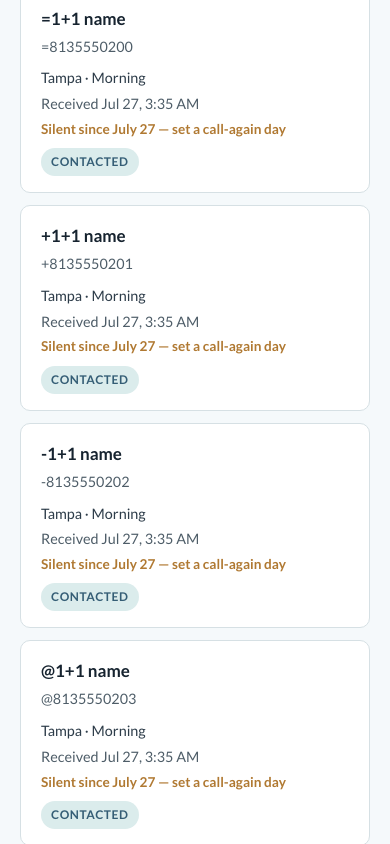 =1+1 name
=8135550200
Tampa · Morning
Received Jul 27, 3:35 AM
Silent since July 27 — set a call-again day
CONTACTED
+1+1 name
+8135550201
Tampa · Morning
Received Jul 27, 3:35 AM
Silent since July 27 — set a call-again day
CONTACTED
-1+1 name
-8135550202
Tampa · Morning
Received Jul 27, 3:35 AM
Silent since July 27 — set a call-again day
CONTACTED
@1+1 name
@8135550203
Tampa · Morning
Received Jul 27, 3:35 AM
Silent since July 27 — set a call-again day
CONTACTED